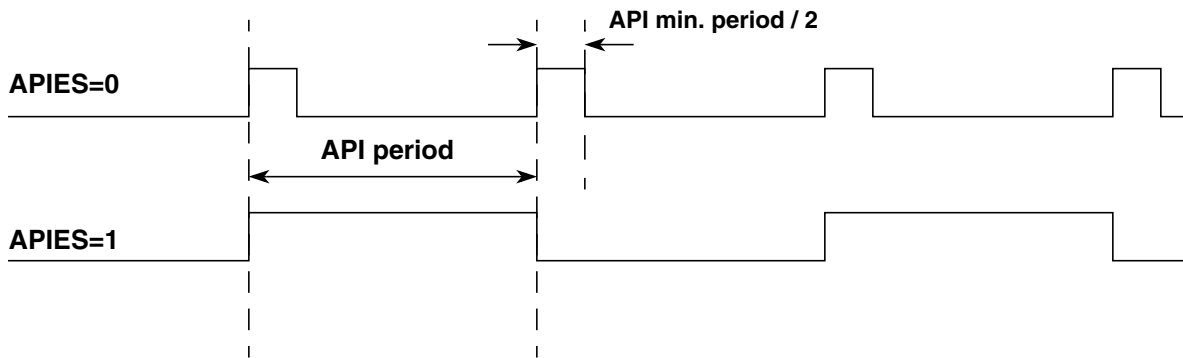 API min. period / 2
APIES=0
API period
APIES=1